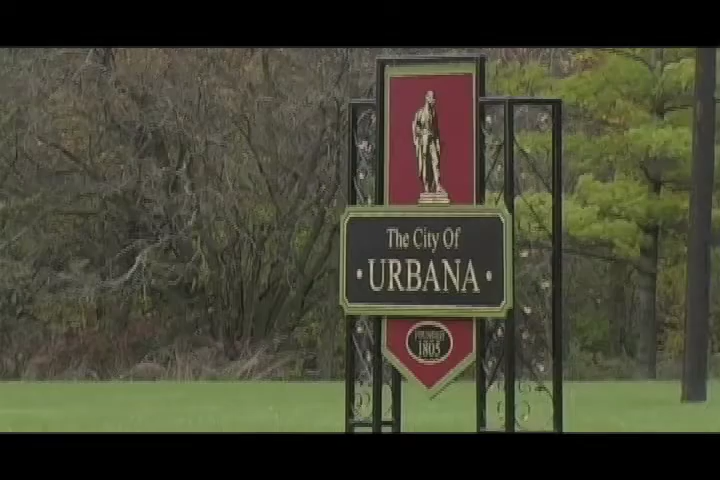 The City Of
• URBANA •
FOUNDED
1805